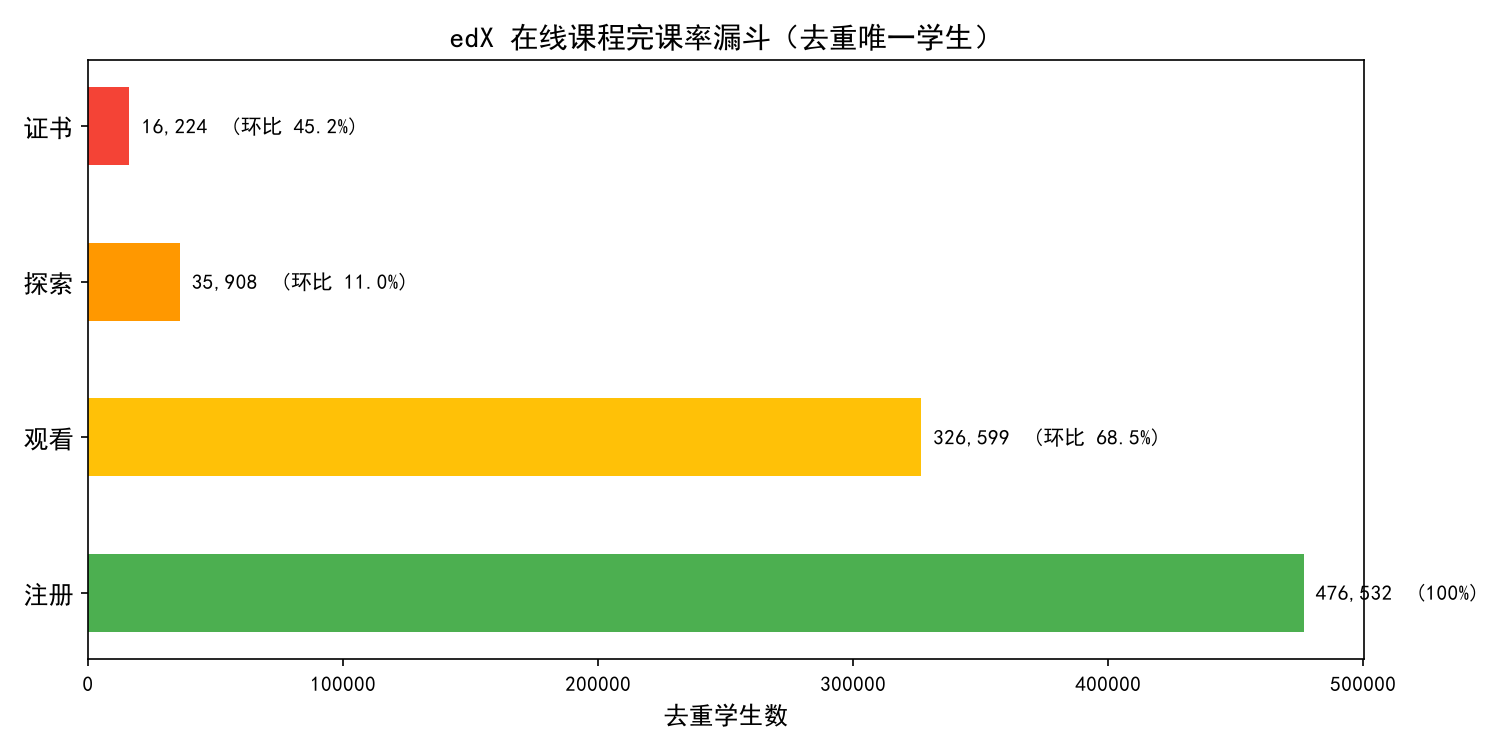 edX 在线课程完课率漏斗（去重唯一学生）
证书
16,224 （环比 45.2%）
探索
35,908 （环比 11.0%）
观看
326,599 （环比 68.5%）
注册
476,532 （100%）
0 100000 200000 300000 400000 500000
去重学生数